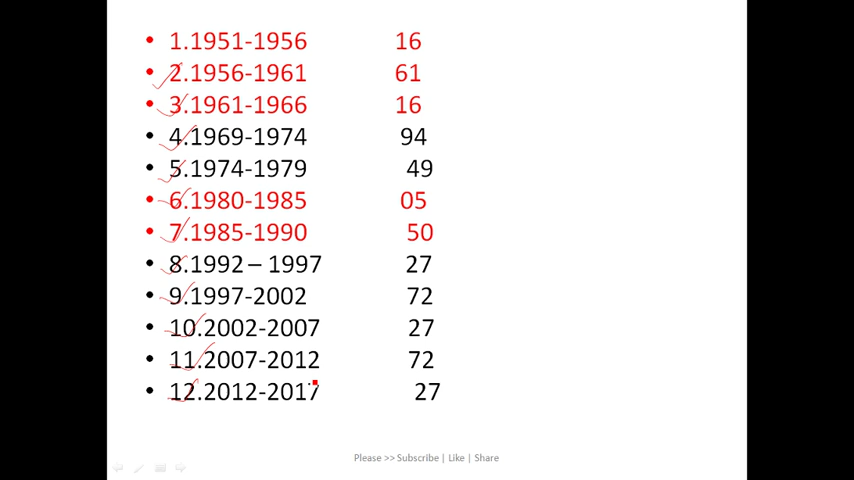 • 1.1951-1956 16
• 2.1956-1961 61
• 3.1961-1966 16
• 4.1969-1974 94
• 5.1974-1979 49
• 6.1980-1985 05
• 7.1985-1990 50
• 8.1992 – 1997 27
• 9.1997-2002 72
• 10.2002-2007 27
• 11.2007-2012 72
• 12.2012-2017 27
Please >> Subscribe | Like | Share